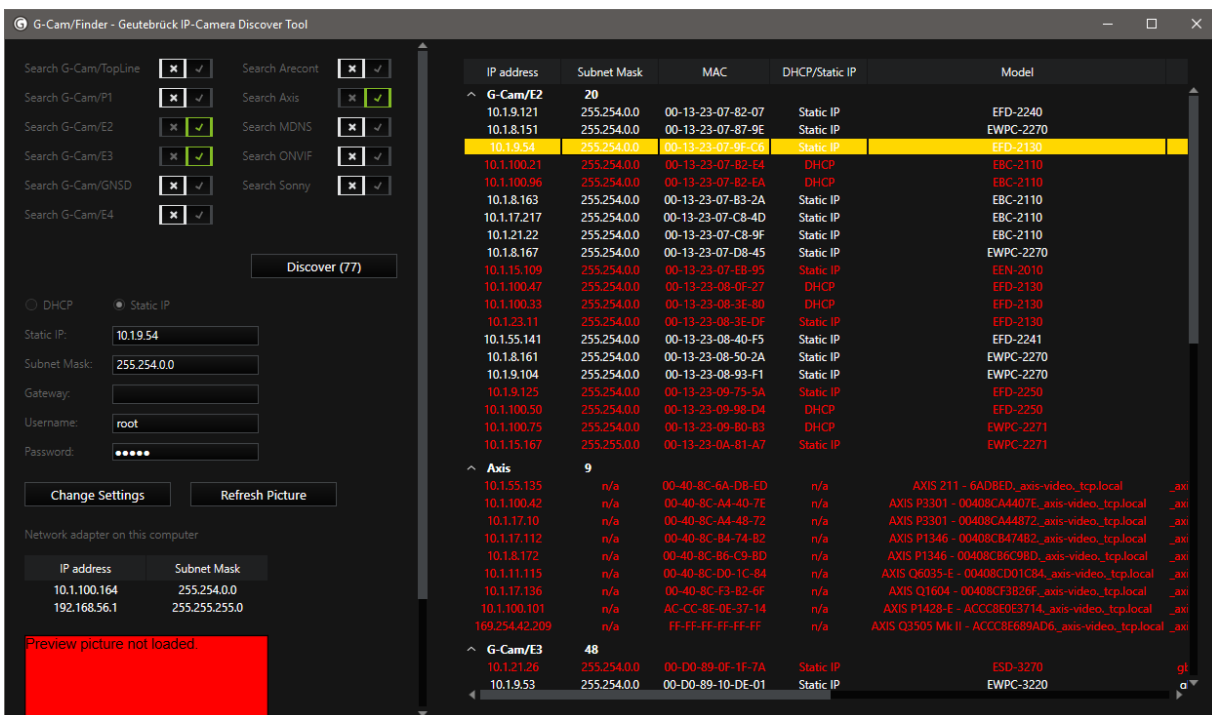 G-Cam/Finder - Geutebrück IP-Camera Discover Tool
Search G-Cam/TopLine Search Arecont
Search G-Cam/P1 Search Axis
Search G-Cam/E2 Search MDNS
Search G-Cam/E3 Search ONVIF
Search G-Cam/GNSD Search Sony
Search G-Cam/E4
Discover (77)
DHCP Static IP
Static IP: 10.1.9.54
Subnet Mask: 255.254.0.0
Gateway:
Username: root
Password: •••••
Change Settings Refresh Picture
Network adapter on this computer
IP address Subnet Mask
10.1.100.164 255.254.0.0
192.168.56.1 255.255.255.0
Preview picture not loaded.
IP address Subnet Mask MAC DHCP/Static IP Model
G-Cam/E2 20
10.1.9.121 255.254.0.0 00-13-23-07-82-07 Static IP EFD-2240
10.1.8.151 255.254.0.0 00-13-23-07-87-9E Static IP EWPC-2270
10.1.9.54 255.254.0.0 00-13-23-07-9F-C6 Static IP EFD-2130
10.1.100.21 255.254.0.0 00-13-23-07-B2-E4 DHCP EBC-2110
10.1.100.96 255.254.0.0 00-13-23-07-B2-EA DHCP EBC-2110
10.1.8.163 255.254.0.0 00-13-23-07-B3-2A Static IP EBC-2110
10.1.17.217 255.254.0.0 00-13-23-07-C8-4D Static IP EBC-2110
10.1.21.22 255.254.0.0 00-13-23-07-C8-9F Static IP EBC-2110
10.1.8.167 255.254.0.0 00-13-23-07-D8-45 Static IP EWPC-2270
10.1.15.109 255.254.0.0 00-13-23-07-EB-95 Static IP EEN-2010
10.1.100.47 255.254.0.0 00-13-23-08-0F-27 DHCP EFD-2130
10.1.100.33 255.254.0.0 00-13-23-08-3E-80 DHCP EFD-2130
10.1.23.11 255.254.0.0 00-13-23-08-3E-DF Static IP EFD-2130
10.1.55.141 255.254.0.0 00-13-23-08-40-F5 Static IP EFD-2241
10.1.8.161 255.254.0.0 00-13-23-08-50-2A Static IP EWPC-2270
10.1.9.104 255.254.0.0 00-13-23-08-93-F1 Static IP EWPC-2270
10.1.9.125 255.254.0.0 00-13-23-09-75-5A Static IP EFD-2250
10.1.100.50 255.254.0.0 00-13-23-09-98-D4 DHCP EFD-2250
10.1.100.75 255.254.0.0 00-13-23-09-B0-B3 DHCP EWPC-2271
10.1.15.167 255.255.0.0 00-13-23-0A-81-A7 Static IP EWPC-2271
Axis 9
10.1.55.135 n/a 00-40-8C-6A-DB-ED n/a AXIS 211 - 6ADBED._axis-video._tcp.local _axi
10.1.100.42 n/a 00-40-8C-A4-40-7E n/a AXIS P3301 - 00408CA4407E._axis-video._tcp.local _axi
10.1.17.10 n/a 00-40-8C-A4-48-72 n/a AXIS P3301 - 00408CA44872._axis-video._tcp.local _axi
10.1.17.112 n/a 00-40-8C-B4-74-B2 n/a AXIS P1346 - 00408CB474B2._axis-video._tcp.local _axi
10.1.8.172 n/a 00-40-8C-B6-C9-BD n/a AXIS P1346 - 00408CB6C9BD._axis-video._tcp.local _axi
10.1.11.115 n/a 00-40-8C-D0-1C-84 n/a AXIS Q6035-E - 00408CD01C84._axis-video._tcp.local _axi
10.1.17.136 n/a 00-40-8C-F3-B2-6F n/a AXIS Q1604 - 00408CF3826F._axis-video._tcp.local _axi
10.1.100.101 n/a AC-CC-8E-0E-37-14 n/a AXIS P1428-E - ACCC8E0E3714._axis-video._tcp.local _axi
169.254.42.209 n/a FF-FF-FF-FF-FF-FF n/a AXIS Q3505 Mk II - ACCC8E689AD6._axis-video._tcp.local _axi
G-Cam/E3 48
10.1.21.26 255.254.0.0 00-D0-89-0F-1F-7A Static IP ESD-3270
10.1.9.53 255.254.0.0 00-D0-89-10-DE-01 Static IP EWPC-3220